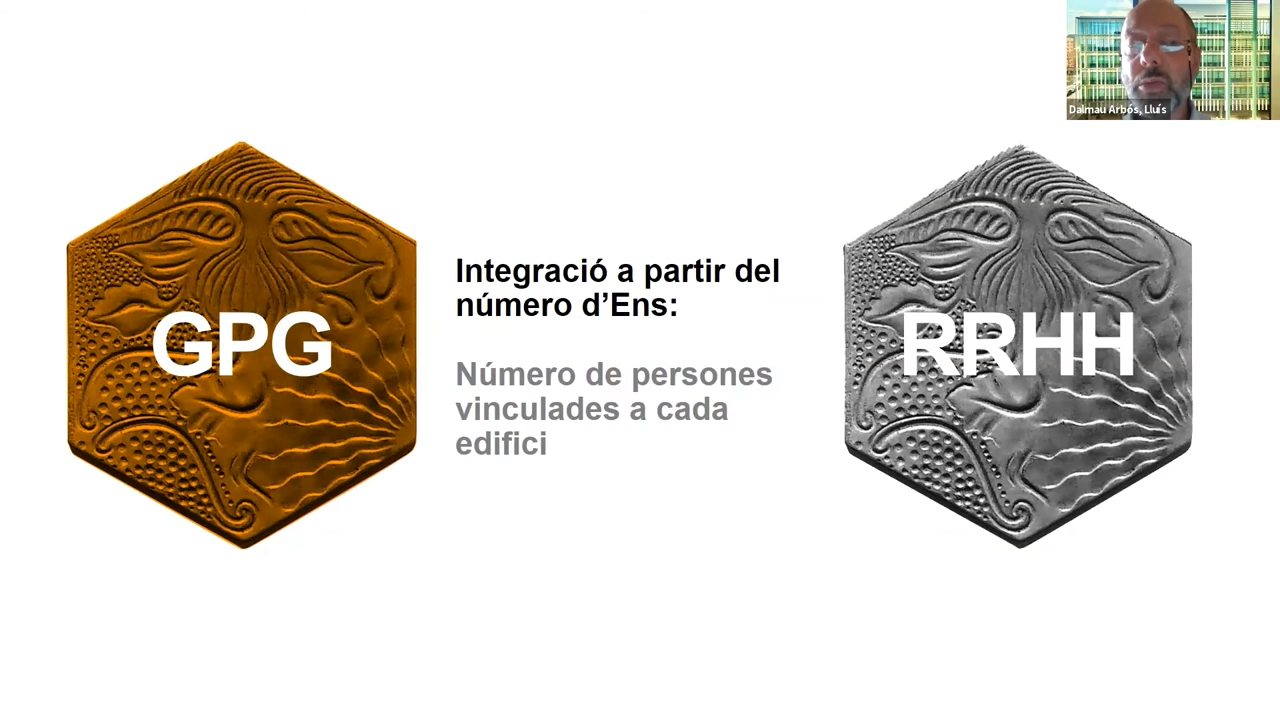 Dalmau Arbós, Lluís
GPG
Integració a partir del
número d’Ens:
Número de persones
vinculades a cada
edifici
RRHH